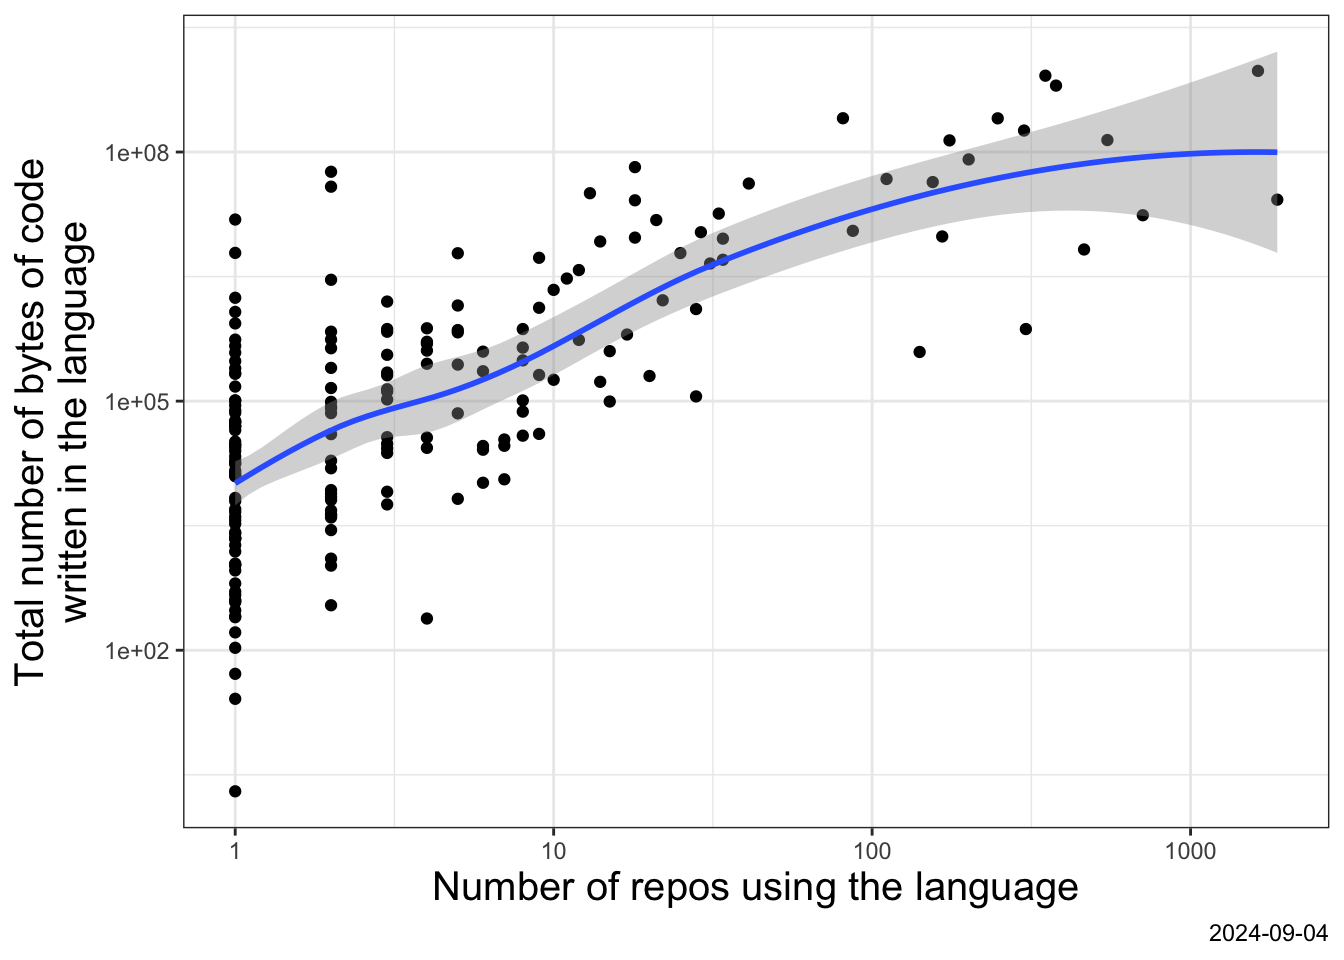 Total number of bytes of code
written in the language
1e+08
1e+05
1e+02
1
10
100
1000
Number of repos using the language
2024-09-04